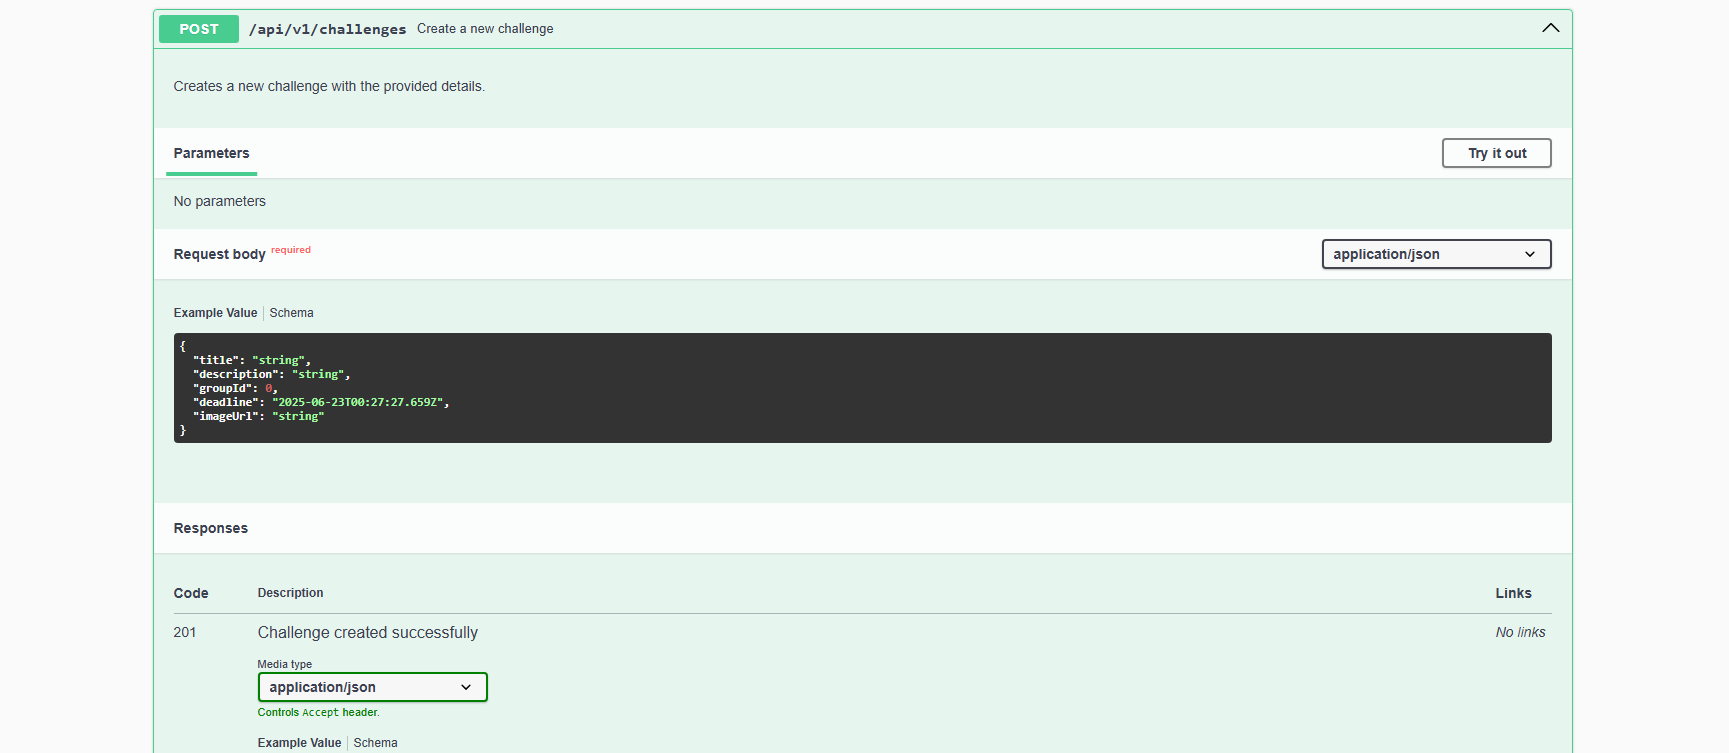 POST /api/v1/challenges Create a new challenge
Creates a new challenge with the provided details.
Parameters Try it out
No parameters
Request body required application/json
Example Value Schema
{
"title": "string",
"description": "string",
"groupId": 0,
"deadline": "2025-06-23T00:27:27.659Z",
"imageUrl": "string"
}
Responses
Code Description Links
201 Challenge created successfully No links
Media type
application/json
Controls Accept header.
Example Value Schema